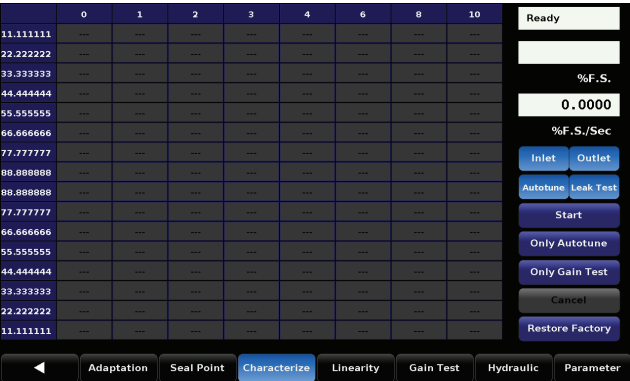 0 1 2 3 4 6 8 10
11.111111 --- --- --- --- --- --- --- ---
22.222222 --- --- --- --- --- --- --- ---
33.333333 --- --- --- --- --- --- --- ---
44.444444 --- --- --- --- --- --- --- ---
55.555555 --- --- --- --- --- --- --- ---
66.666666 --- --- --- --- --- --- --- ---
77.777777 --- --- --- --- --- --- --- ---
88.888888 --- --- --- --- --- --- --- ---
88.888888 --- --- --- --- --- --- --- ---
77.777777 --- --- --- --- --- --- --- ---
66.666666 --- --- --- --- --- --- --- ---
55.555555 --- --- --- --- --- --- --- ---
44.444444 --- --- --- --- --- --- --- ---
33.333333 --- --- --- --- --- --- --- ---
22.222222 --- --- --- --- --- --- --- ---
11.111111 --- --- --- --- --- --- --- ---
Ready
%F.S.
0.0000
%F.S./Sec
Inlet Outlet
Autotune Leak Test
Start
Only Autotune
Only Gain Test
Cancel
Restore Factory
◀ Adaptation Seal Point Characterize Linearity Gain Test Hydraulic Parameter